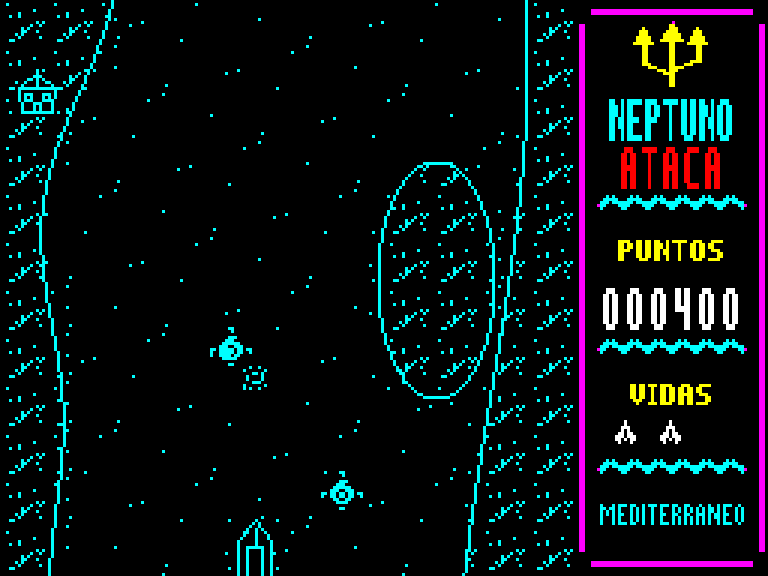 NEPTUNO
ATACA
PUNTOS
000400
VIDAS
MEDITERRANEO